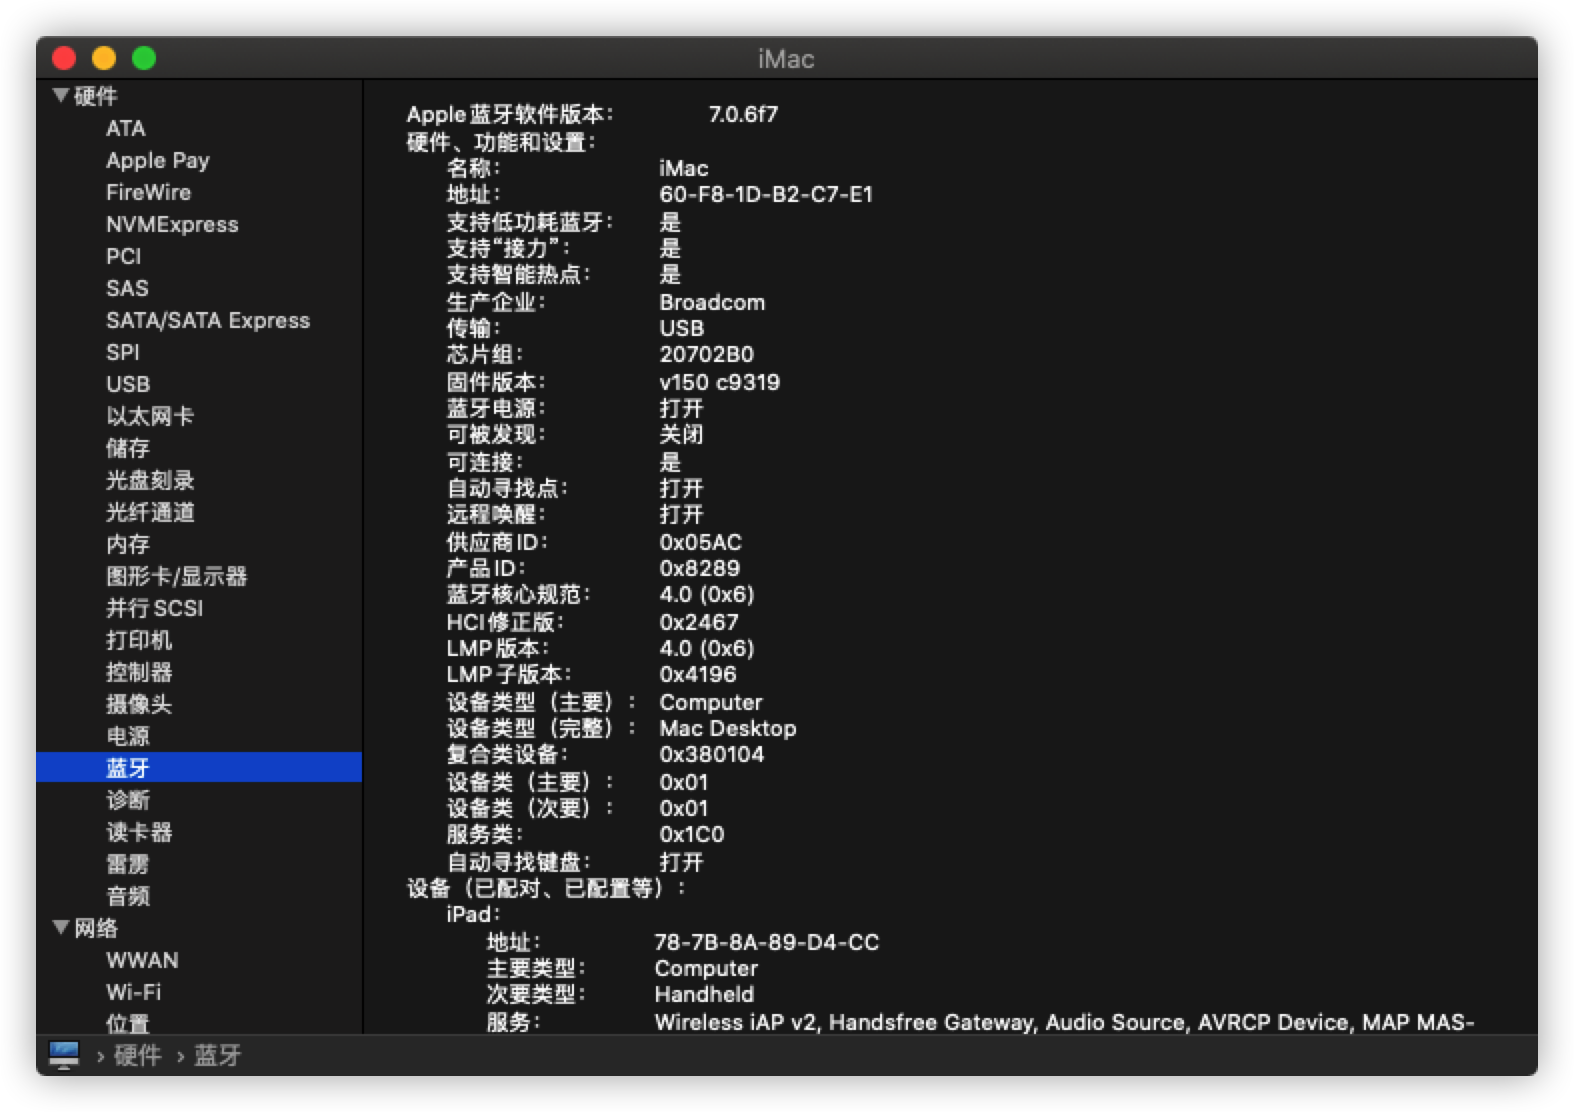 iMac
硬件
ATA
Apple Pay
FireWire
NVMExpress
PCI
SAS
SATA/SATA Express
SPI
USB
以太网卡
储存
光盘刻录
光纤通道
内存
图形卡/显示器
并行 SCSI
打印机
控制器
摄像头
电源
蓝牙
诊断
读卡器
雷雳
音频
网络
WWAN
Wi-Fi
位置
Apple 蓝牙软件版本： 7.0.6f7
硬件、功能和设置：
名称： iMac
地址： 60-F8-1D-B2-C7-E1
支持低功耗蓝牙： 是
支持“接力”： 是
支持智能热点： 是
生产企业： Broadcom
传输： USB
芯片组： 20702B0
固件版本： v150 c9319
蓝牙电源： 打开
可被发现： 关闭
可连接： 是
自动寻找点： 打开
远程唤醒： 打开
供应商 ID： 0x05AC
产品 ID： 0x8289
蓝牙核心规范： 4.0 (0x6)
HCI 修正版： 0x2467
LMP 版本： 4.0 (0x6)
LMP 子版本： 0x4196
设备类型（主要）： Computer
设备类型（完整）： Mac Desktop
复合类设备： 0x380104
设备类（主要）： 0x01
设备类（次要）： 0x01
服务类： 0x1C0
自动寻找键盘： 打开
设备（已配对、已配置等）：
iPad：
地址： 78-7B-8A-89-D4-CC
主要类型： Computer
次要类型： Handheld
服务： Wireless iAP v2, Handsfree Gateway, Audio Source, AVRCP Device, MAP MAS-
› 硬件 › 蓝牙